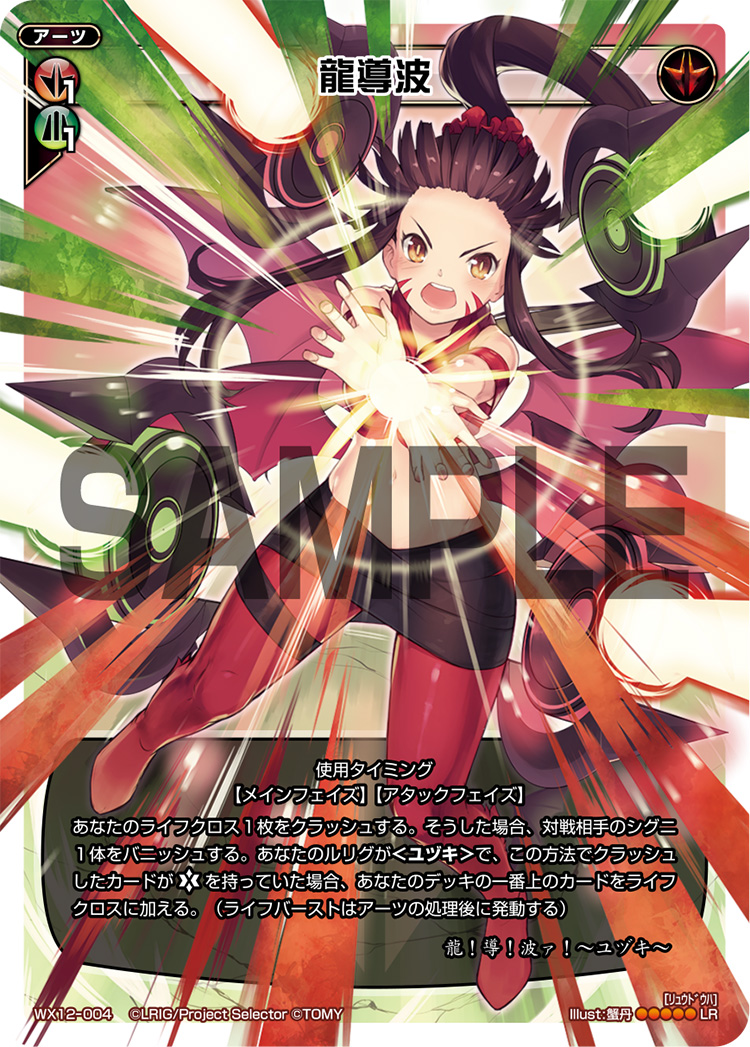 アーツ
龍導波
1
1
SAMPLE
使用タイミング
【メインフェイズ】【アタックフェイズ】
あなたのライフクロス1枚をクラッシュする。そうした場合、対戦相手のシグニ
1体をバニッシュする。あなたのルリグが<ユヅキ>で、この方法でクラッシュ
したカードが を持っていた場合、あなたのデッキの一番上のカードをライフ
クロスに加える。(ライフバーストはアーツの処理後に発動する)
龍!導!波ァ!~ユヅキ~
[リュウドウハ]
WX12-004 ©LRIG/Project Selector ©TOMY Illust:蟹丹 LR